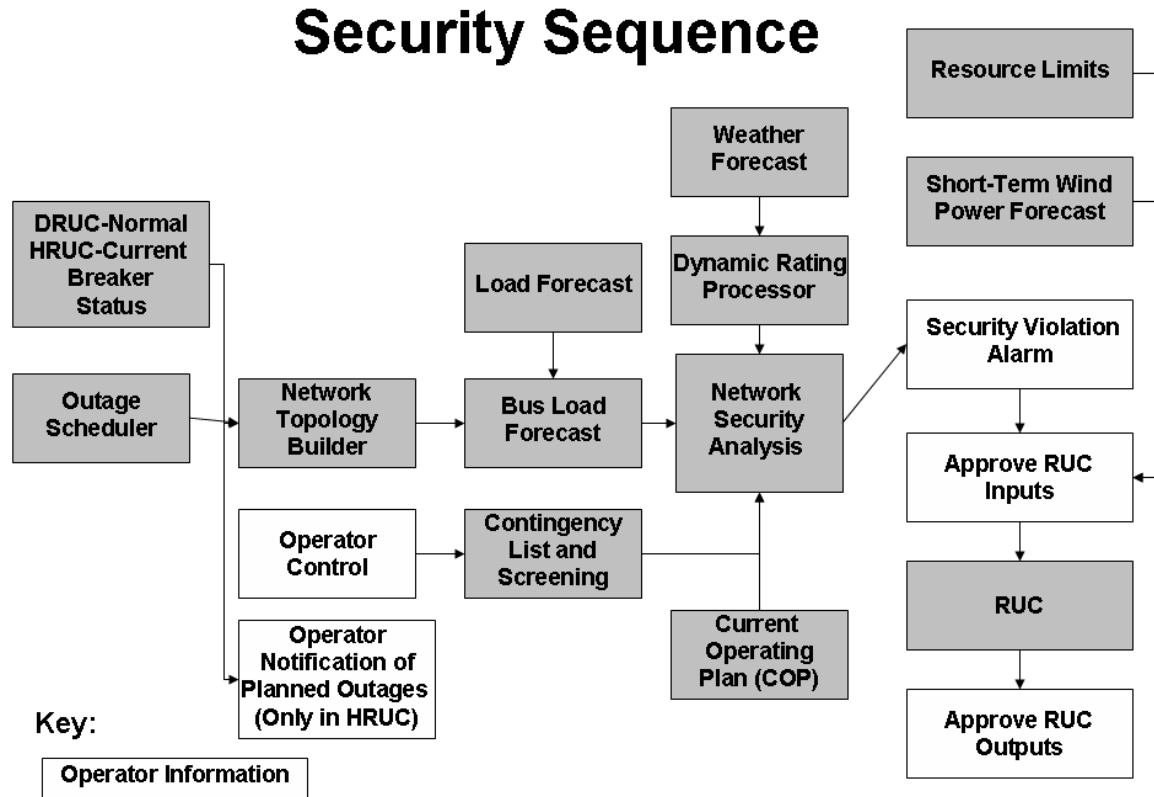 Security Sequence
Resource Limits
Weather
Forecast
Short-Term Wind
Power Forecast
DRUC-Normal
HRUC-Current
Breaker
Status
Load Forecast
Dynamic Rating
Processor
Security Violation
Alarm
Outage
Scheduler
Network
Topology
Builder
Bus Load
Forecast
Network
Security
Analysis
Approve RUC
Inputs
Operator
Control
Contingency
List and
Screening
RUC
Operator
Notification of
Planned Outages
(Only in HRUC)
Current
Operating
Plan (COP)
Approve RUC
Outputs
Key:
Operator Information